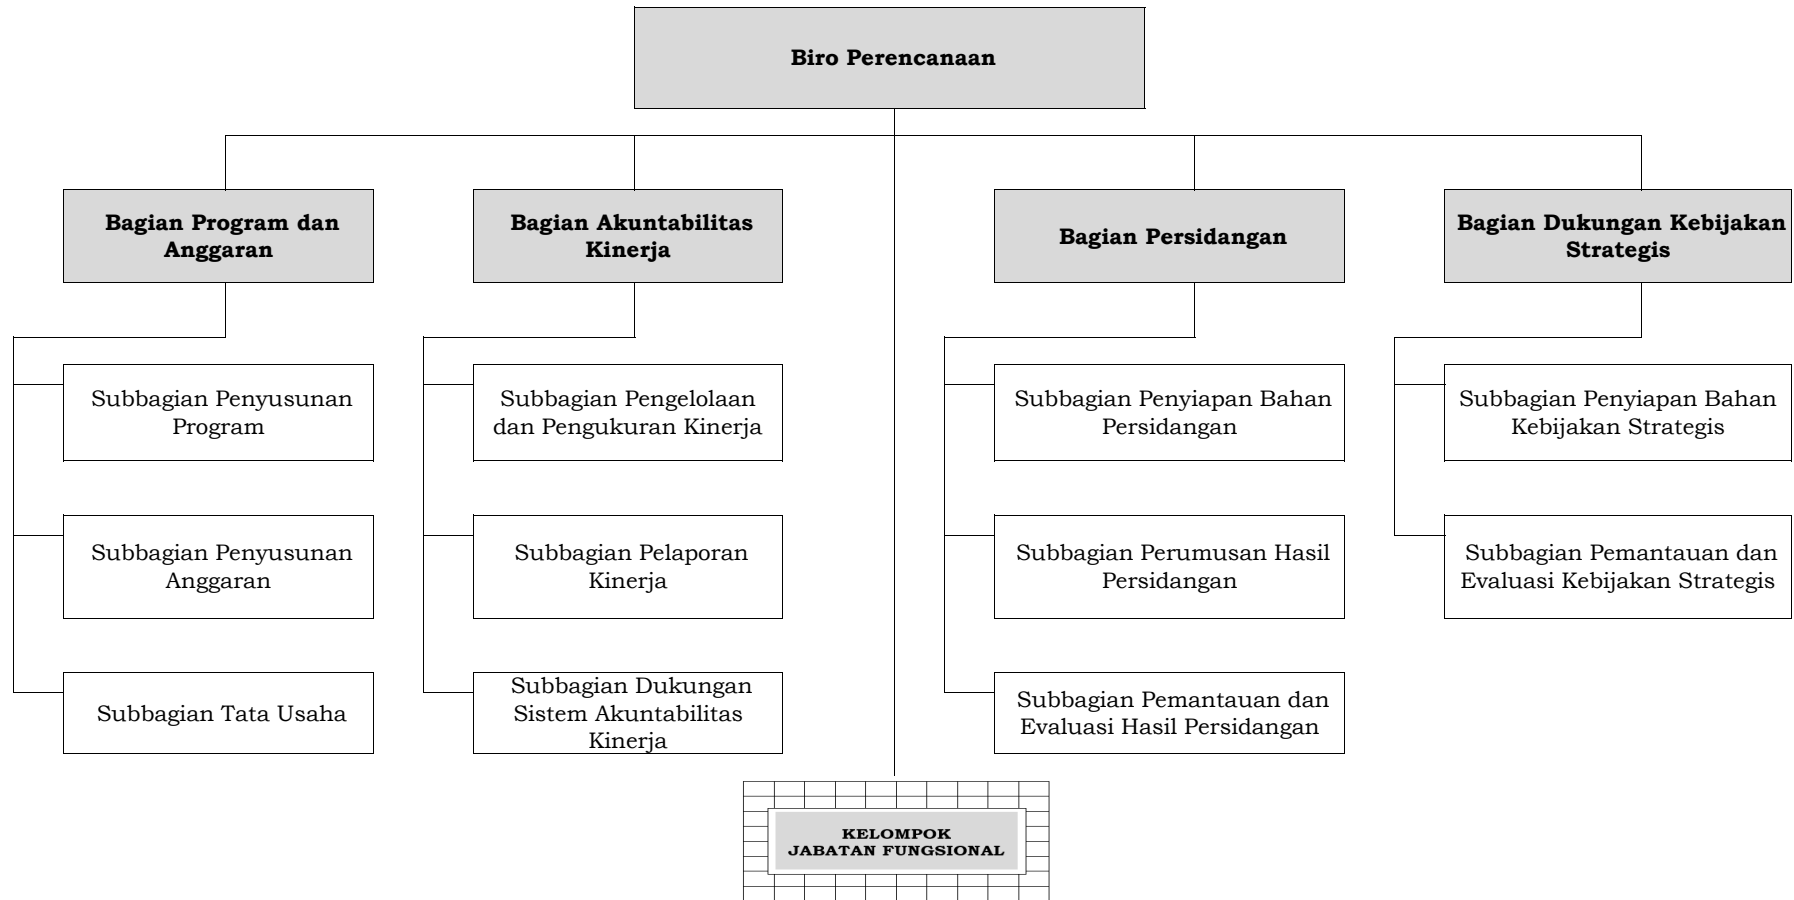 Biro Perencanaan
Bagian Program dan
Anggaran
Bagian Akuntabilitas
Kinerja
Bagian Persidangan
Bagian Dukungan Kebijakan
Strategis
Subbagian Penyusunan
Program
Subbagian Pengelolaan
dan Pengukuran Kinerja
Subbagian Penyiapan Bahan
Persidangan
Subbagian Penyiapan Bahan
Kebijakan Strategis
Subbagian Penyusunan
Anggaran
Subbagian Pelaporan
Kinerja
Subbagian Perumusan Hasil
Persidangan
Subbagian Pemantauan dan
Evaluasi Kebijakan Strategis
Subbagian Tata Usaha
Subbagian Dukungan
Sistem Akuntabilitas
Kinerja
Subbagian Pemantauan dan
Evaluasi Hasil Persidangan
KELOMPOK
JABATAN FUNGSIONAL